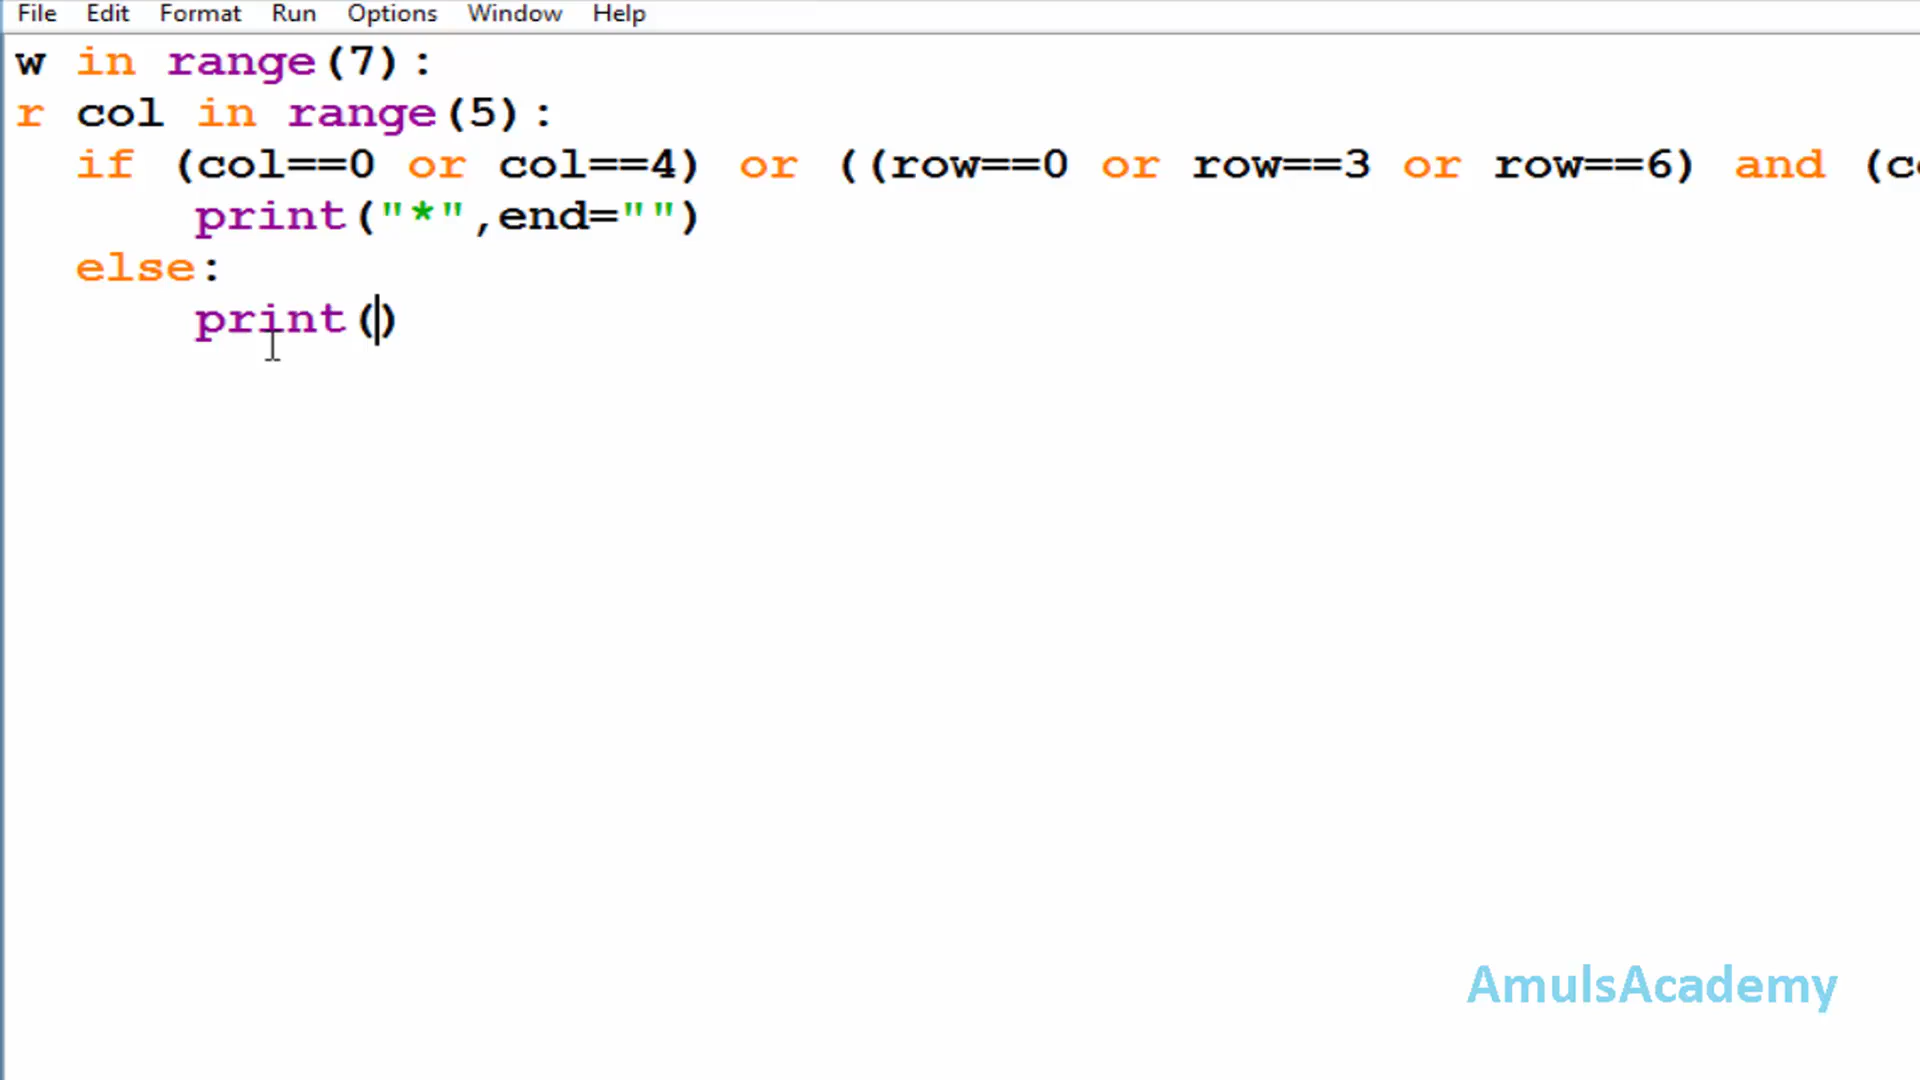 File Edit Format Run Options Window Help
w in range(7):
r col in range(5):
if (col==0 or col==4) or ((row==0 or row==3 or row==6) and (c
print("*",end="")
else:
print()
AmulsAcademy